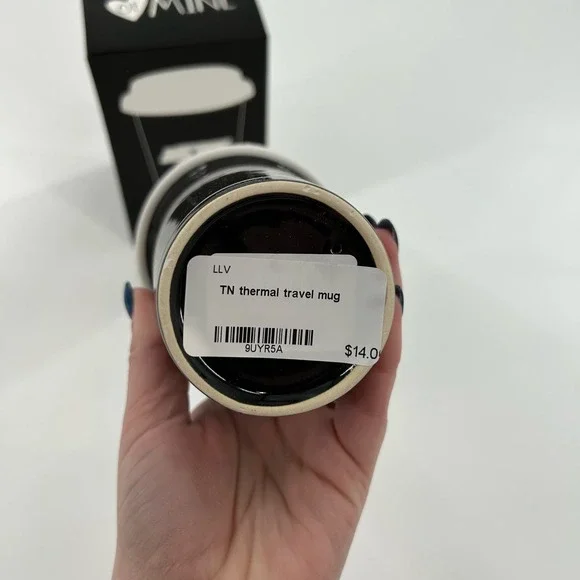 MINE
LLV
TN thermal travel mug
9UYR5A
$14.0